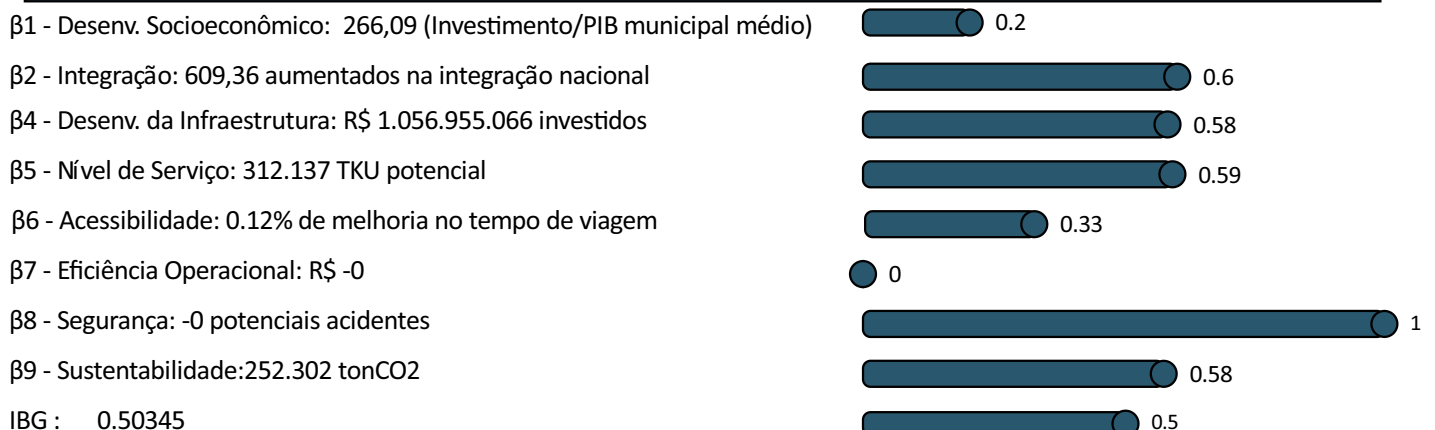 β1 - Desenv. Socioeconômico:  266,09 (Investimento/PIB municipal médio) 0.2
β2 - Integração: 609,36 aumentados na integração nacional 0.6
β4 - Desenv. da Infraestrutura: R$ 1.056.955.066 investidos 0.58
β5 - Nível de Serviço: 312.137 TKU potencial 0.59
β6 - Acessibilidade: 0.12% de melhoria no tempo de viagem 0.33
β7 - Eficiência Operacional: R$ -0 0
β8 - Segurança: -0 potenciais acidentes 1
β9 - Sustentabilidade:252.302 tonCO2 0.58
IBG :    0.50345 0.5